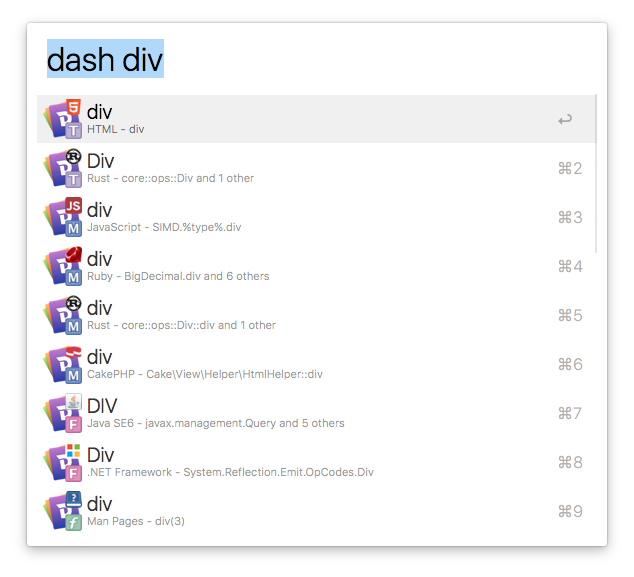 dash div
div
HTML - div
↩
Div
Rust - core::ops::Div and 1 other
⌘2
div
JavaScript - SIMD.%type%.div
⌘3
div
Ruby - BigDecimal.div and 6 others
⌘4
div
Rust - core::ops::Div::div and 1 other
⌘5
div
CakePHP - Cake\View\Helper\HtmlHelper::div
⌘6
DIV
Java SE6 - javax.management.Query and 5 others
⌘7
Div
.NET Framework - System.Reflection.Emit.OpCodes.Div
⌘8
div
Man Pages - div(3)
⌘9